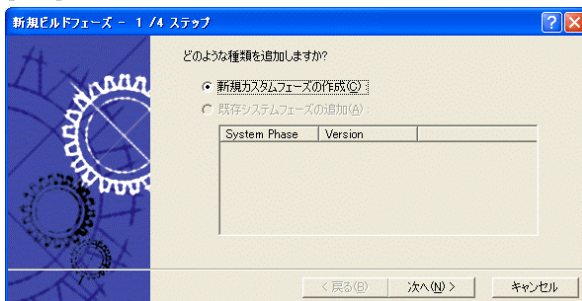 新規ビルドフェーズ － 1 /4 ステップ
どのような種類を追加しますか?
新規カスタムフェーズの作成(C) :
既存システムフェーズの追加(A) :
System Phase Version
< 戻る(B) 次へ(N) > キャンセル